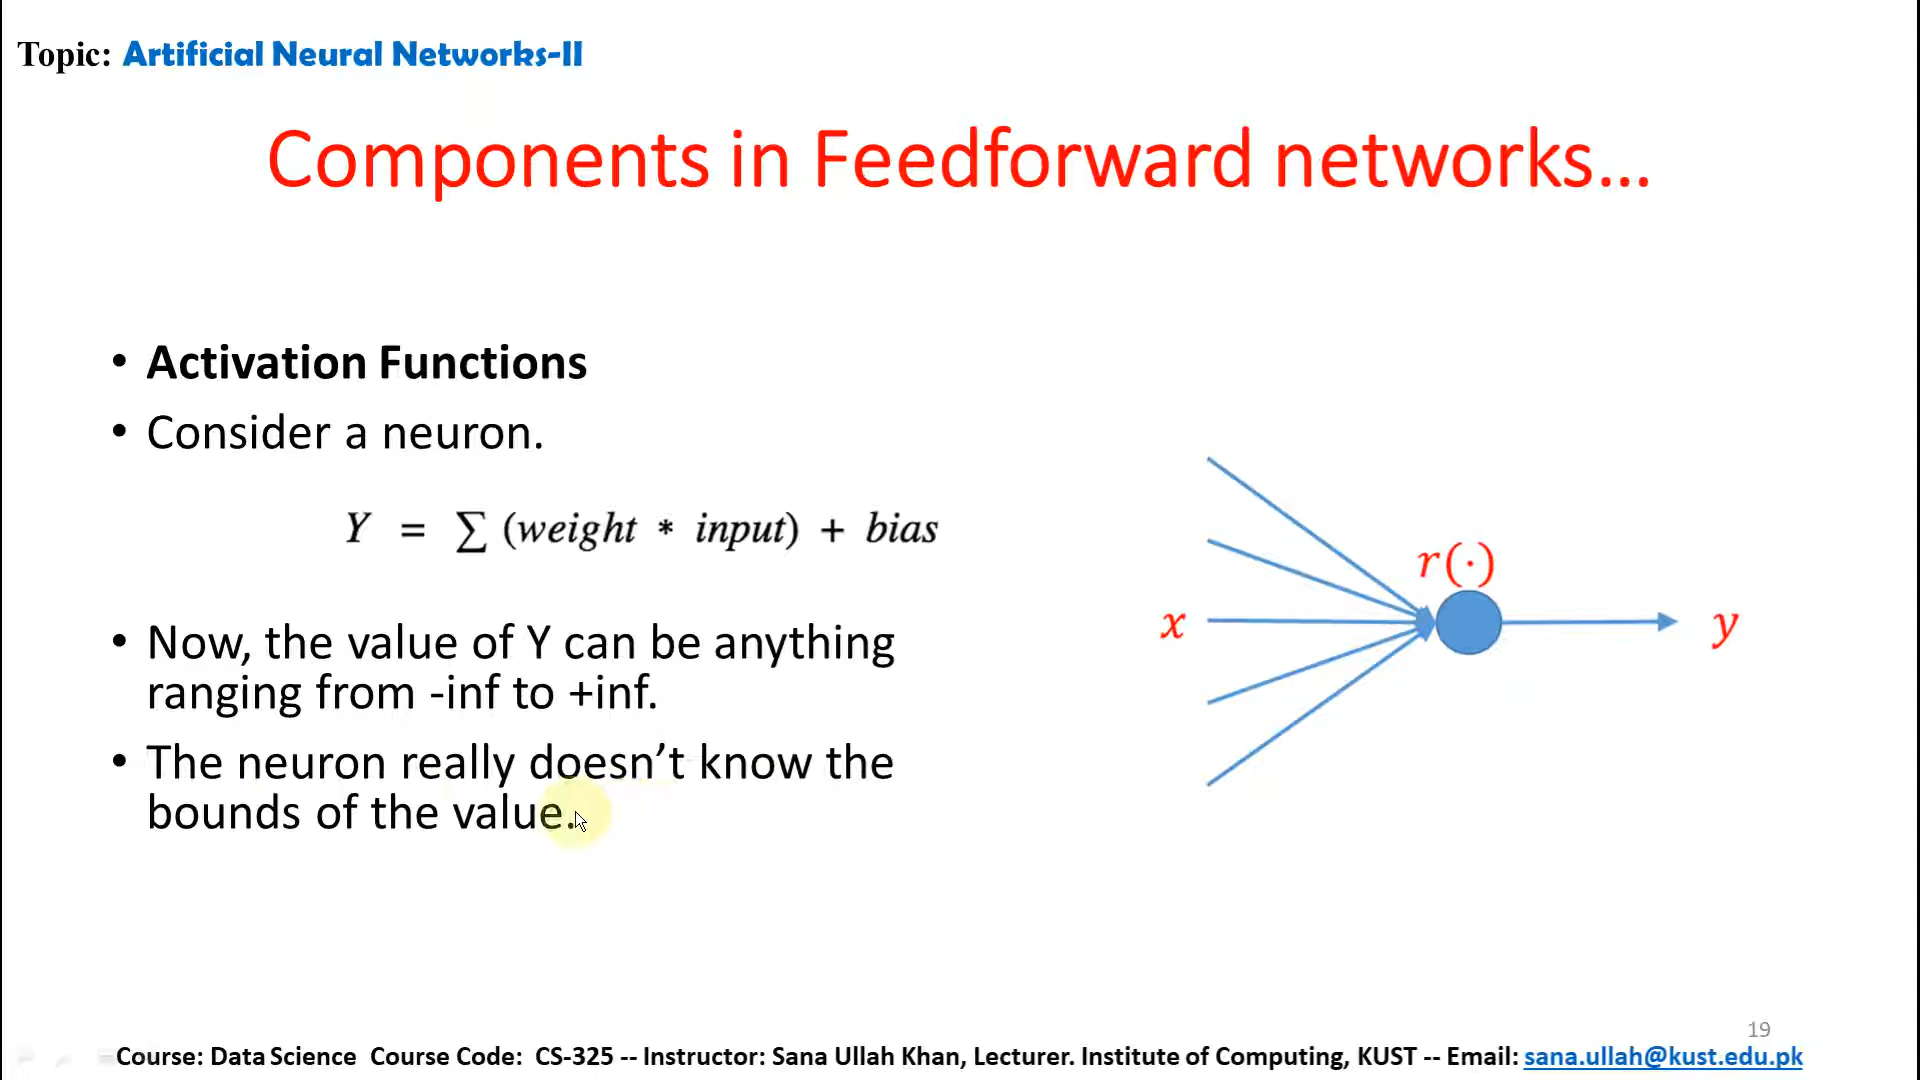 Topic: Artificial Neural Networks-II
Components in Feedforward networks...
• Activation Functions
• Consider a neuron.
Y = ∑ (weight * input) + bias
• Now, the value of Y can be anything
ranging from -inf to +inf.
• The neuron really doesn't know the
bounds of the value.
r(·)
x
y
19
Course: Data Science Course Code: CS-325 -- Instructor: Sana Ullah Khan, Lecturer. Institute of Computing, KUST -- Email: sana.ullah@kust.edu.pk